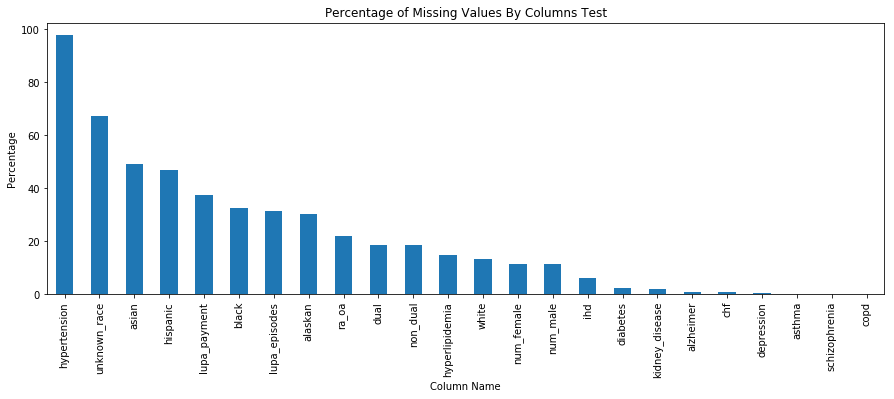 Percentage of Missing Values By Columns Test
Percentage
100
80
60
40
20
0
hypertension
unknown_race
asian
hispanic
lupa_payment
black
lupa_episodes
alaskan
ra_oa
dual
non_dual
hyperlipidemia
white
num_female
num_male
ihd
diabetes
kidney_disease
alzheimer
chf
depression
asthma
schizophrenia
copd
Column Name